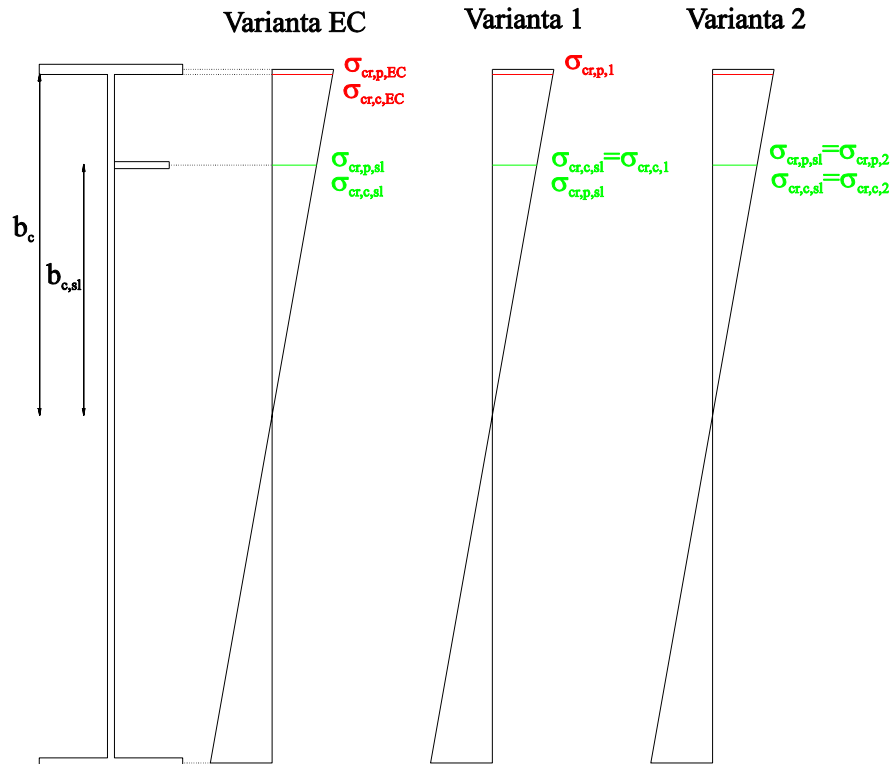 Varianta EC
Varianta 1
Varianta 2
σcr,p,EC
σcr,c,EC
σcr,p,1
σcr,p,sl
σcr,c,sl
σcr,c,sl=σcr,c,1
σcr,p,sl
σcr,p,sl=σcr,p,2
σcr,c,sl=σcr,c,2
bc
bc,sl